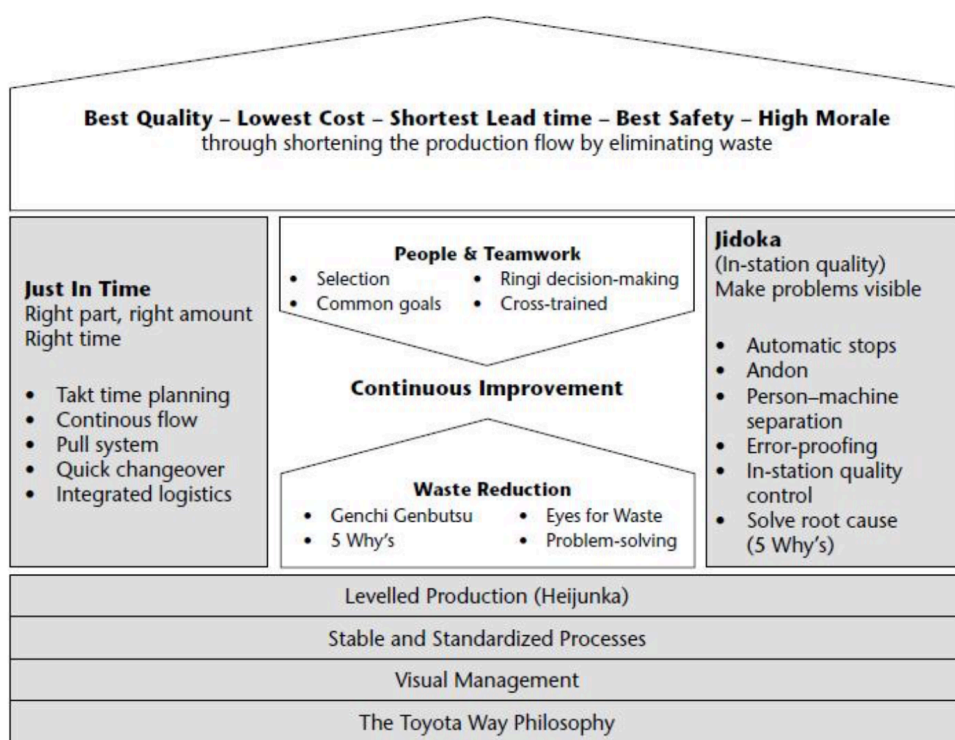 Best Quality – Lowest Cost – Shortest Lead time – Best Safety – High Morale
through shortening the production flow by eliminating waste
Just In Time
Right part, right amount
Right time
• Takt time planning
• Continous flow
• Pull system
• Quick changeover
• Integrated logistics
People & Teamwork
• Selection
• Common goals
• Ringi decision-making
• Cross-trained
Continuous Improvement
Waste Reduction
• Genchi Genbutsu
• 5 Why's
• Eyes for Waste
• Problem-solving
Jidoka
(In-station quality)
Make problems visible
• Automatic stops
• Andon
• Person–machine
separation
• Error-proofing
• In-station quality
control
• Solve root cause
(5 Why's)
Levelled Production (Heijunka)
Stable and Standardized Processes
Visual Management
The Toyota Way Philosophy